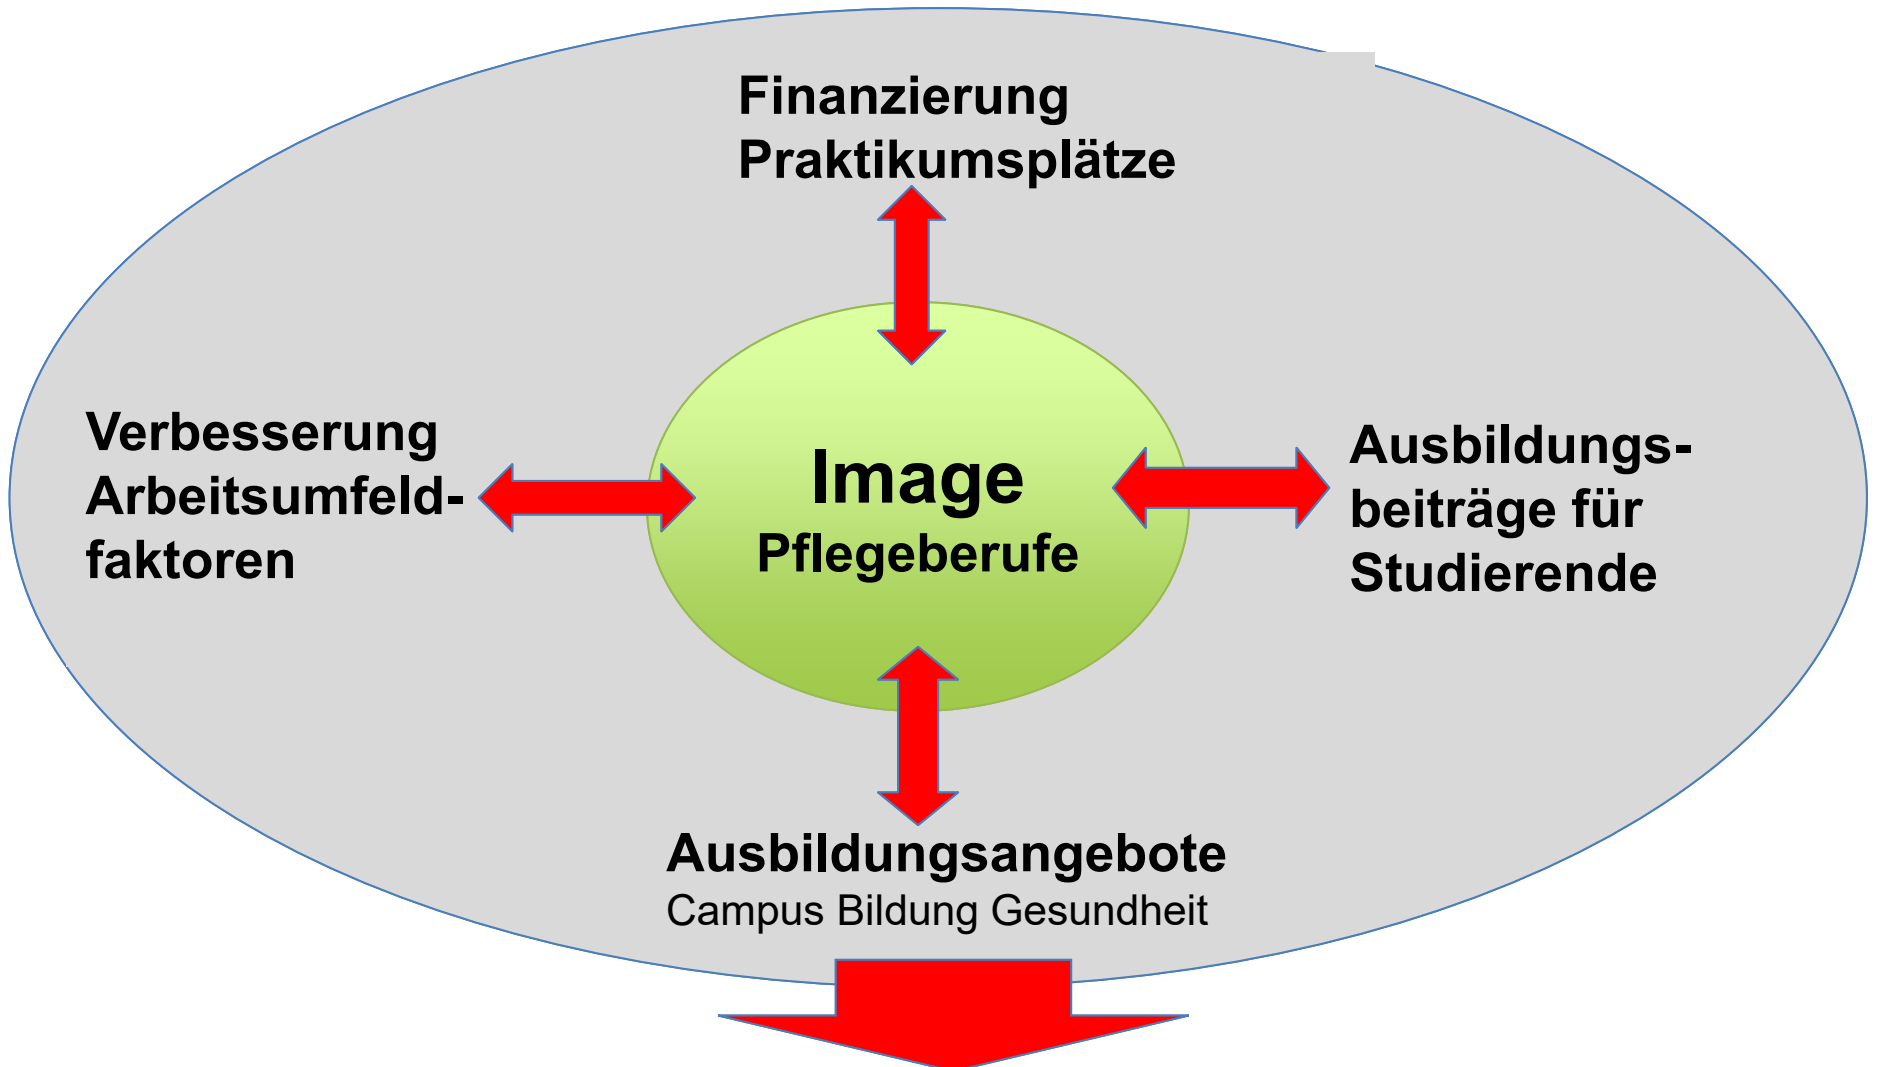 Finanzierung
Praktikumsplätze
Verbesserung
Arbeitsumfeld-
faktoren
Image
Pflegeberufe
Ausbildungs-
beiträge für
Studierende
Ausbildungsangebote
Campus Bildung Gesundheit